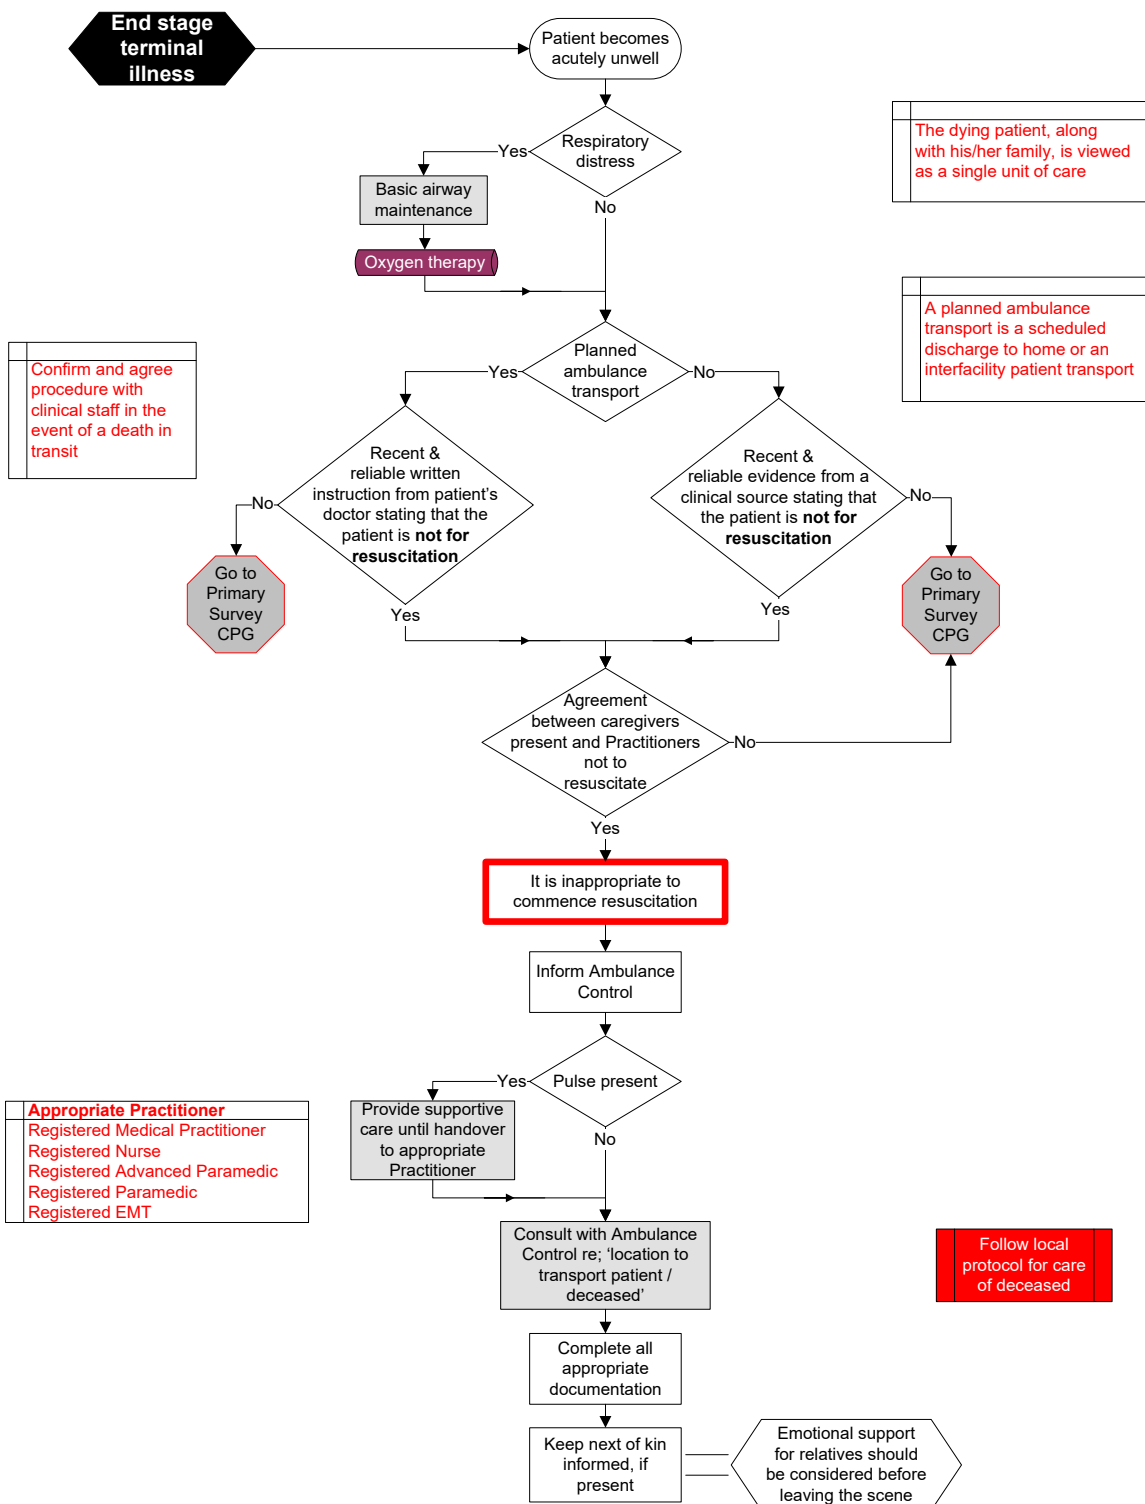 End stage
terminal
illness
Patient becomes
acutely unwell
Respiratory
distress
Yes
No
Basic airway
maintenance
Oxygen therapy
The dying patient, along
with his/her family, is viewed
as a single unit of care
A planned ambulance
transport is a scheduled
discharge to home or an
interfacility patient transport
Planned
ambulance
transport
Yes
No
Confirm and agree
procedure with
clinical staff in the
event of a death in
transit
Recent &
reliable written
instruction from patient’s
doctor stating that the
patient is not for
resuscitation
No
Yes
Go to
Primary
Survey
CPG
Recent &
reliable evidence from a
clinical source stating that
the patient is not for
resuscitation
No
Yes
Go to
Primary
Survey
CPG
Agreement
between caregivers
present and Practitioners
not to
resuscitate
No
Yes
It is inappropriate to
commence resuscitation
Inform Ambulance
Control
Pulse present
Yes
No
Provide supportive
care until handover
to appropriate
Practitioner
Appropriate Practitioner
Registered Medical Practitioner
Registered Nurse
Registered Advanced Paramedic
Registered Paramedic
Registered EMT
Consult with Ambulance
Control re; ‘location to
transport patient /
deceased’
Follow local
protocol for care
of deceased
Complete all
appropriate
documentation
Keep next of kin
informed, if
present
Emotional support
for relatives should
be considered before
leaving the scene